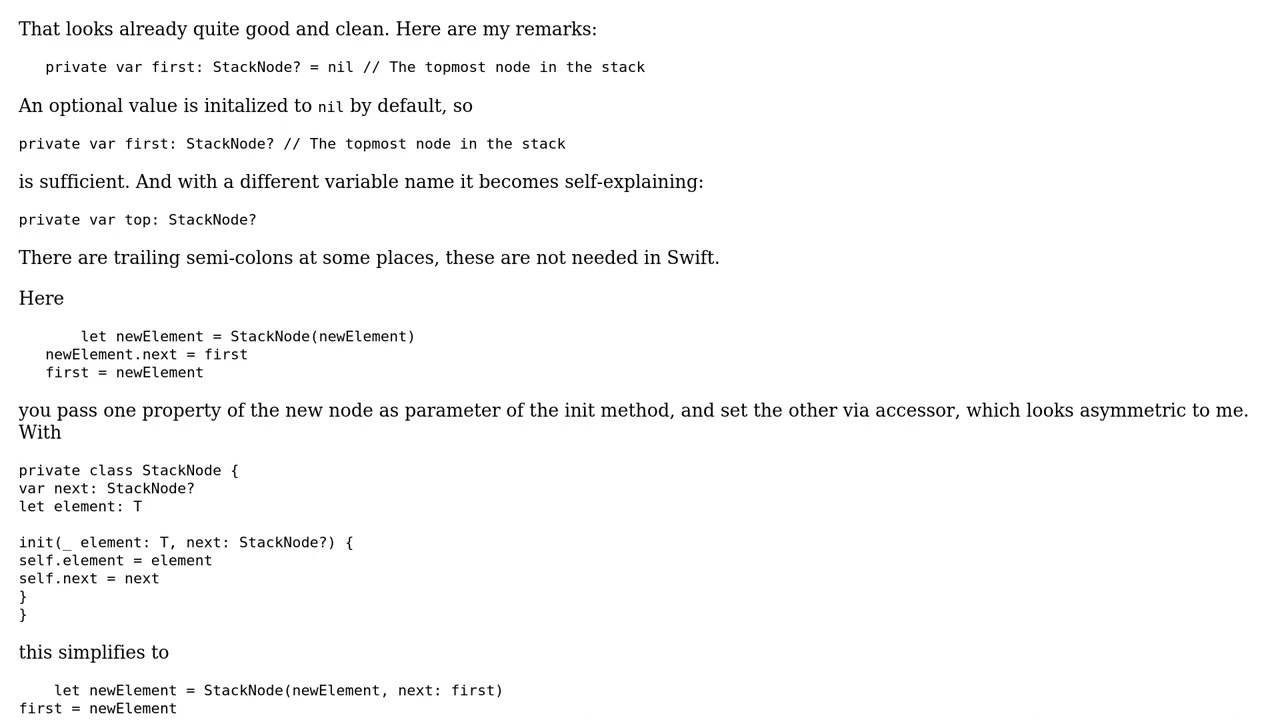 That looks already quite good and clean. Here are my remarks:
private var first: StackNode? = nil // The topmost node in the stack
An optional value is initalized to nil by default, so
private var first: StackNode? // The topmost node in the stack
is sufficient. And with a different variable name it becomes self-explaining:
private var top: StackNode?
There are trailing semi-colons at some places, these are not needed in Swift.
Here
let newElement = StackNode(newElement)
newElement.next = first
first = newElement
you pass one property of the new node as parameter of the init method, and set the other via accessor, which looks asymmetric to me.
With
private class StackNode {
var next: StackNode?
let element: T
init(_ element: T, next: StackNode?) {
self.element = element
self.next = next
}
}
this simplifies to
let newElement = StackNode(newElement, next: first)
first = newElement